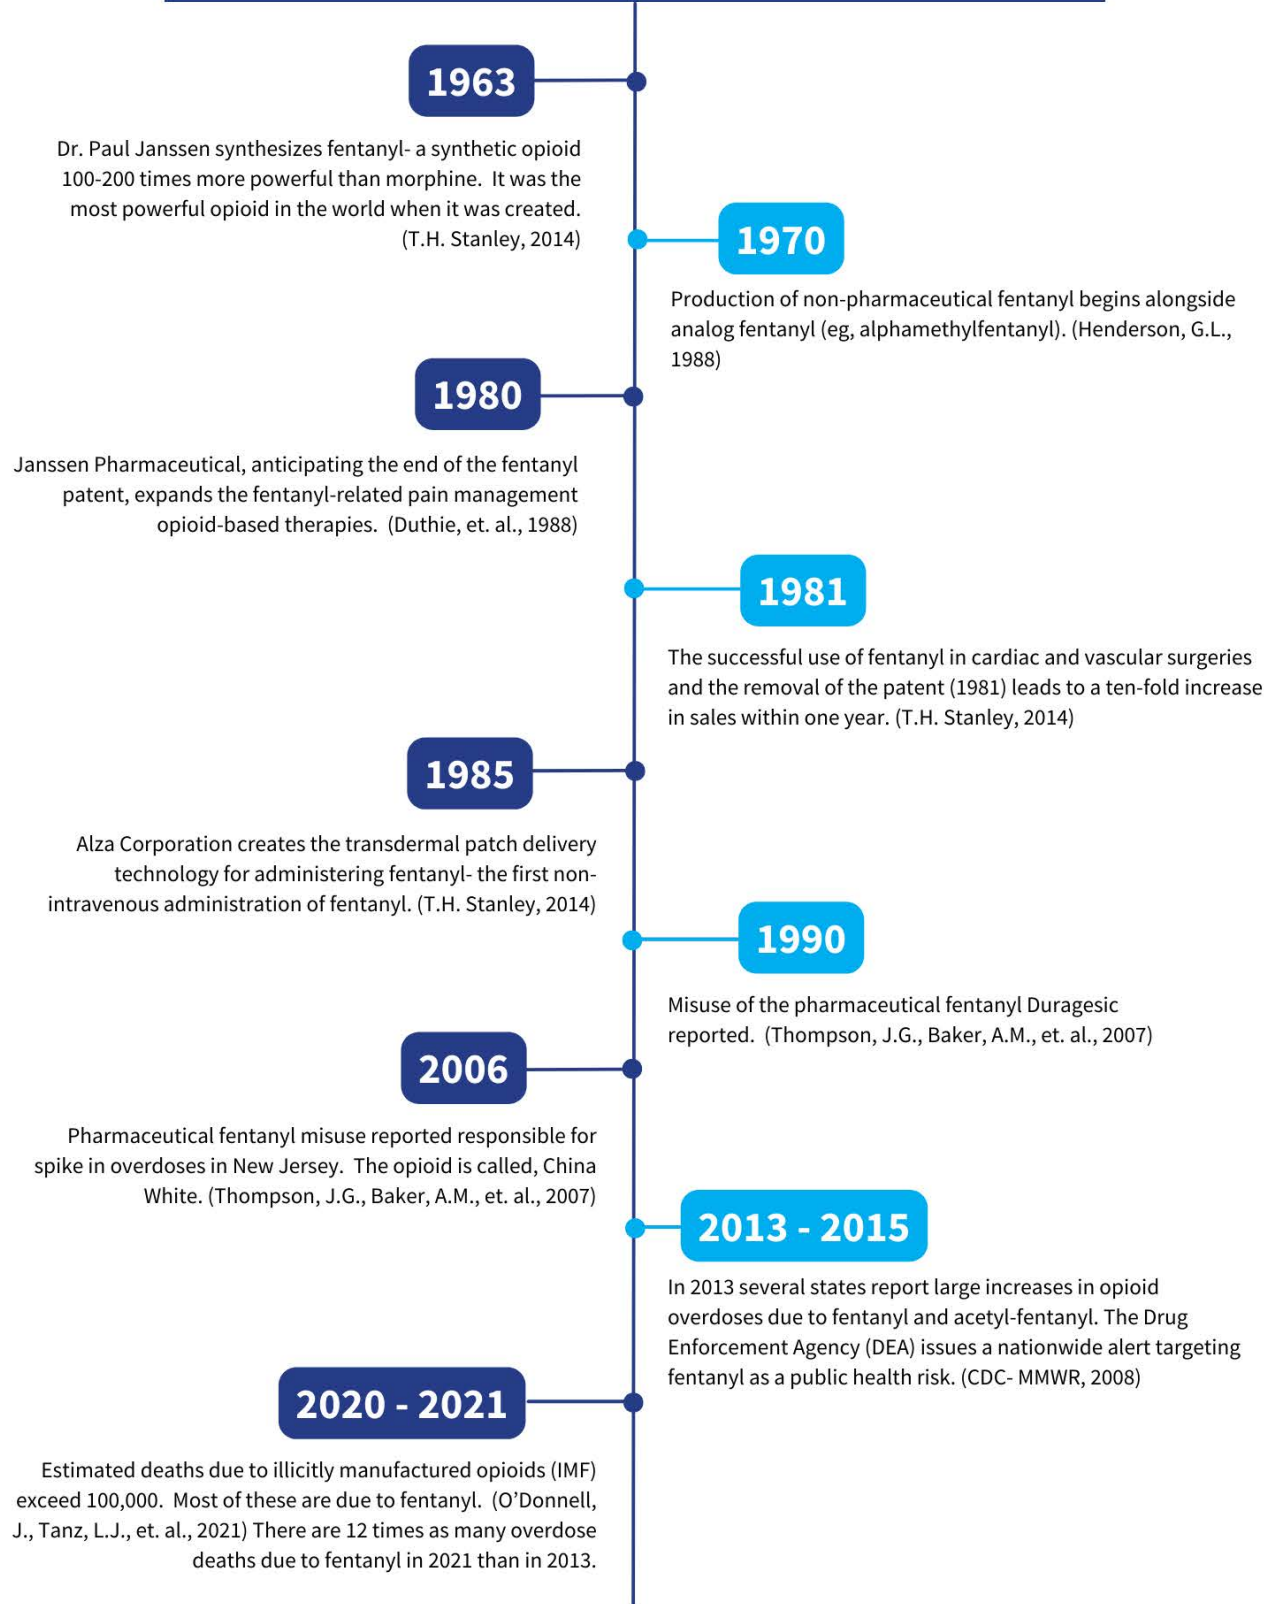 1963
Dr. Paul Janssen synthesizes fentanyl- a synthetic opioid
100-200 times more powerful than morphine.  It was the
most powerful opioid in the world when it was created.
(T.H. Stanley, 2014)
1970
Production of non-pharmaceutical fentanyl begins alongside
analog fentanyl (eg, alphamethylfentanyl). (Henderson, G.L.,
1988)
1980
Janssen Pharmaceutical, anticipating the end of the fentanyl
patent, expands the fentanyl-related pain management
opioid-based therapies.  (Duthie, et. al., 1988)
1981
The successful use of fentanyl in cardiac and vascular surgeries
and the removal of the patent (1981) leads to a ten-fold increase
in sales within one year. (T.H. Stanley, 2014)
1985
Alza Corporation creates the transdermal patch delivery
technology for administering fentanyl- the first non-
intravenous administration of fentanyl. (T.H. Stanley, 2014)
1990
Misuse of the pharmaceutical fentanyl Duragesic
reported.  (Thompson, J.G., Baker, A.M., et. al., 2007)
2006
Pharmaceutical fentanyl misuse reported responsible for
spike in overdoses in New Jersey.  The opioid is called, China
White. (Thompson, J.G., Baker, A.M., et. al., 2007)
2013 - 2015
In 2013 several states report large increases in opioid
overdoses due to fentanyl and acetyl-fentanyl. The Drug
Enforcement Agency (DEA) issues a nationwide alert targeting
fentanyl as a public health risk. (CDC- MMWR, 2008)
2020 - 2021
Estimated deaths due to illicitly manufactured opioids (IMF)
exceed 100,000.  Most of these are due to fentanyl.  (O'Donnell,
J., Tanz, L.J., et. al., 2021) There are 12 times as many overdose
deaths due to fentanyl in 2021 than in 2013.